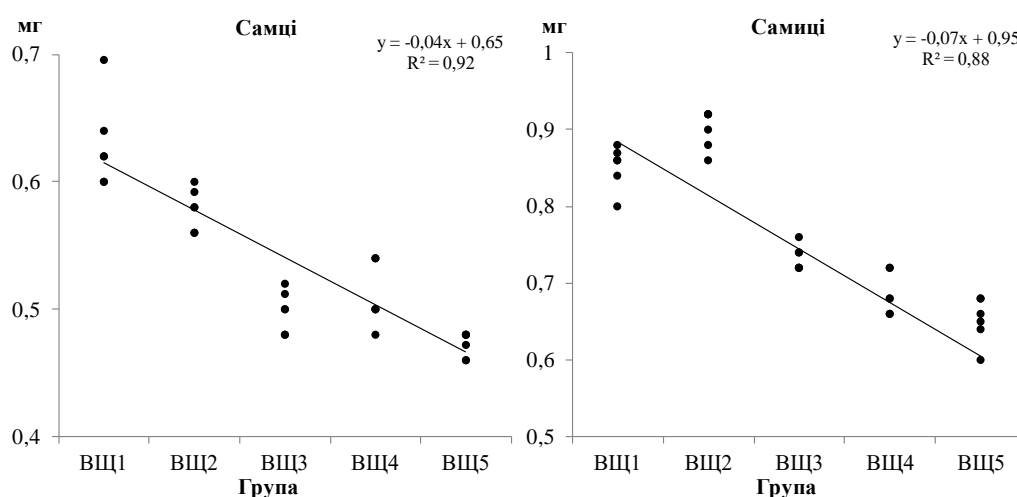 мг
Самці
y = -0,04x + 0,65
R² = 0,92
0,7
0,6
0,5
0,4
ВЩ1 ВЩ2 ВЩ3 ВЩ4 ВЩ5
Група
мг
Самиці
y = -0,07x + 0,95
R² = 0,88
1
0,9
0,8
0,7
0,6
0,5
ВЩ1 ВЩ2 ВЩ3 ВЩ4 ВЩ5
Група